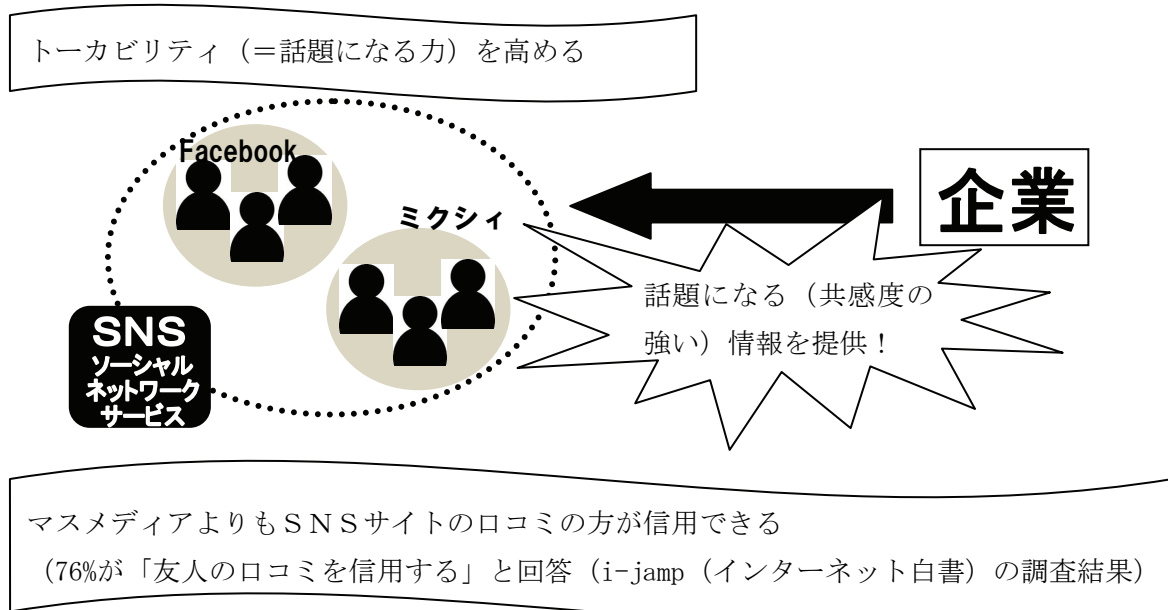 トーカビリティ（＝話題になる力）を高める
Facebook
ミクシィ
企業
話題になる（共感度の
強い）情報を提供！
SNS
ソーシャル
ネットワーク
サービス
マスメディアよりもＳＮＳサイトの口コミの方が信用できる
（76%が「友人の口コミを信用する」と回答（i-jamp（インターネット白書）の調査結果）